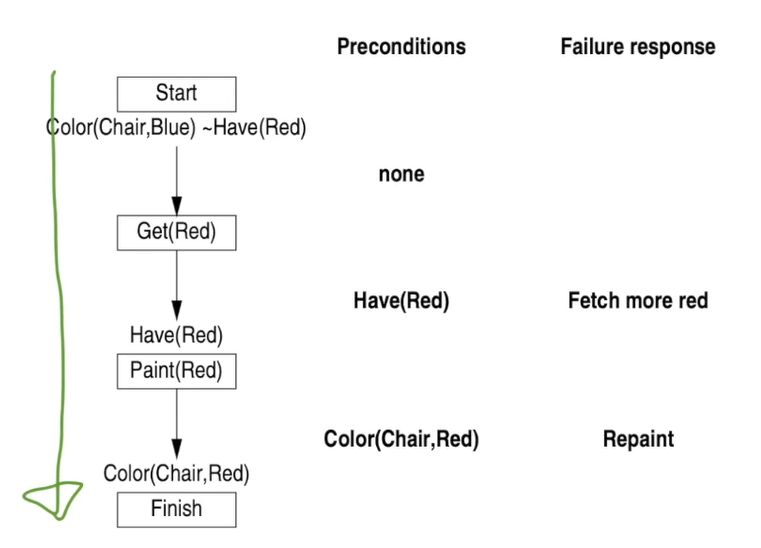 Preconditions Failure response
Start
Color(Chair,Blue) ~Have(Red)
none
Get(Red)
Have(Red) Fetch more red
Have(Red)
Paint(Red)
Color(Chair,Red) Repaint
Color(Chair,Red)
Finish